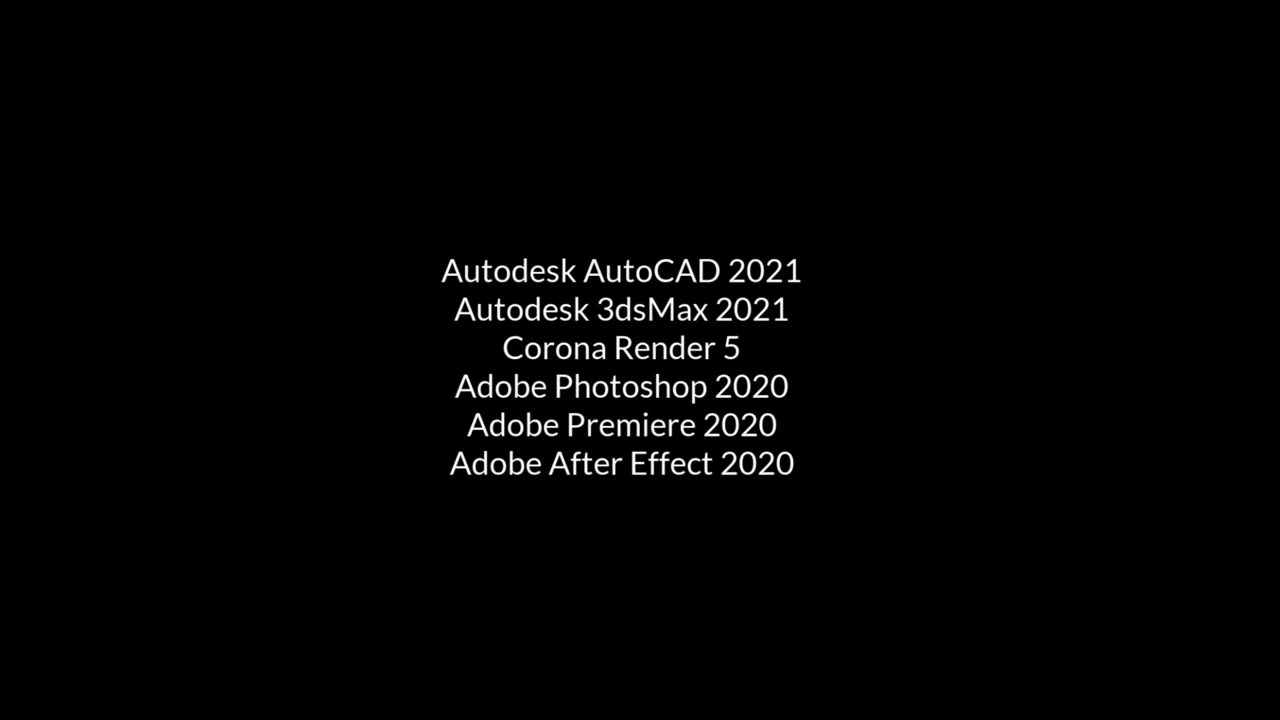 Autodesk AutoCAD 2021
Autodesk 3dsMax 2021
Corona Render 5
Adobe Photoshop 2020
Adobe Premiere 2020
Adobe After Effect 2020